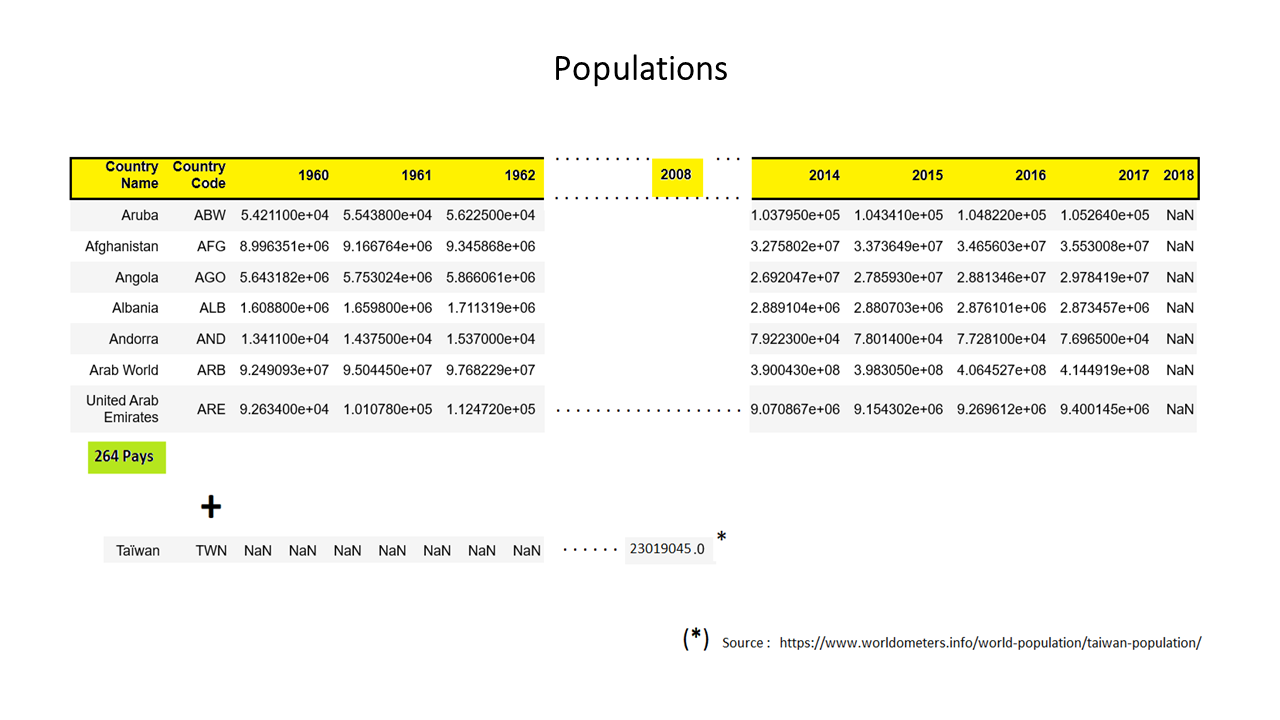 Populations
Country Name Country Code 1960 1961 1962 .......... 2008 ... 2014 2015 2016 2017 2018
Aruba ABW 5.421100e+04 5.543800e+04 5.622500e+04 1.037950e+05 1.043410e+05 1.048220e+05 1.052640e+05 NaN
Afghanistan AFG 8.996351e+06 9.166764e+06 9.345868e+06 3.275802e+07 3.373649e+07 3.465603e+07 3.553008e+07 NaN
Angola AGO 5.643182e+06 5.753024e+06 5.866061e+06 2.692047e+07 2.785930e+07 2.881346e+07 2.978419e+07 NaN
Albania ALB 1.608800e+06 1.659800e+06 1.711319e+06 2.889104e+06 2.880703e+06 2.876101e+06 2.873457e+06 NaN
Andorra AND 1.341100e+04 1.437500e+04 1.537000e+04 7.922300e+04 7.801400e+04 7.728100e+04 7.696500e+04 NaN
Arab World ARB 9.249093e+07 9.504450e+07 9.768229e+07 3.900430e+08 3.983050e+08 4.064527e+08 4.144919e+08 NaN
United Arab Emirates ARE 9.263400e+04 1.010780e+05 1.124720e+05 ................... 9.070867e+06 9.154302e+06 9.269612e+06 9.400145e+06 NaN
264 Pays
+
Taïwan TWN NaN NaN NaN NaN NaN NaN NaN ...... 23019045.0 *
(*) Source : https://www.worldometers.info/world-population/taiwan-population/